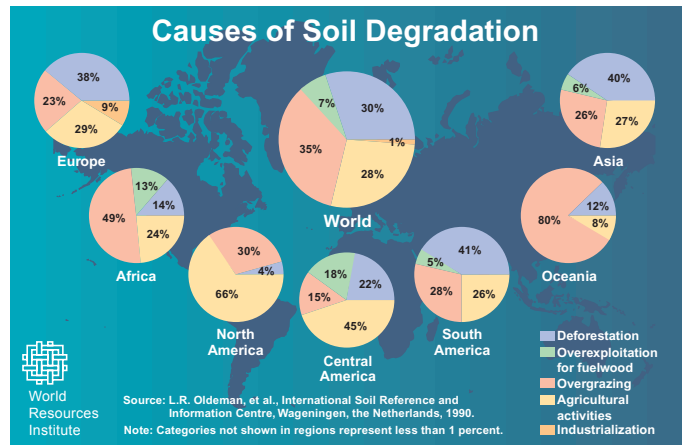 Causes of Soil Degradation
38%
23%
9%
29%
Europe
7%
30%
1%
35%
28%
World
40%
6%
26%
27%
Asia
13%
14%
49%
24%
Africa
30%
4%
66%
North
America
18%
22%
15%
45%
Central
America
41%
5%
28%
26%
South
America
12%
80%
8%
Oceania
Deforestation
Overexploitation
for fuelwood
Overgrazing
Agricultural
activities
Industrialization
World
Resources
Institute
Source: L.R. Oldeman, et al., International Soil Reference and
Information Centre, Wageningen, the Netherlands, 1990.
Note: Categories not shown in regions represent less than 1 percent.